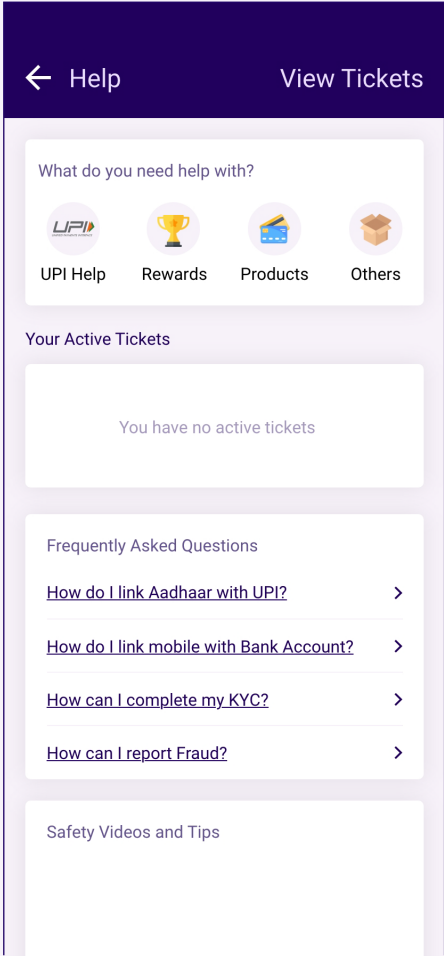 Help
View Tickets
What do you need help with?
UPI
UPI Help
Rewards
Products
Others
Your Active Tickets
You have no active tickets
Frequently Asked Questions
How do I link Aadhaar with UPI?
How do I link mobile with Bank Account?
How can I complete my KYC?
How can I report Fraud?
Safety Videos and Tips